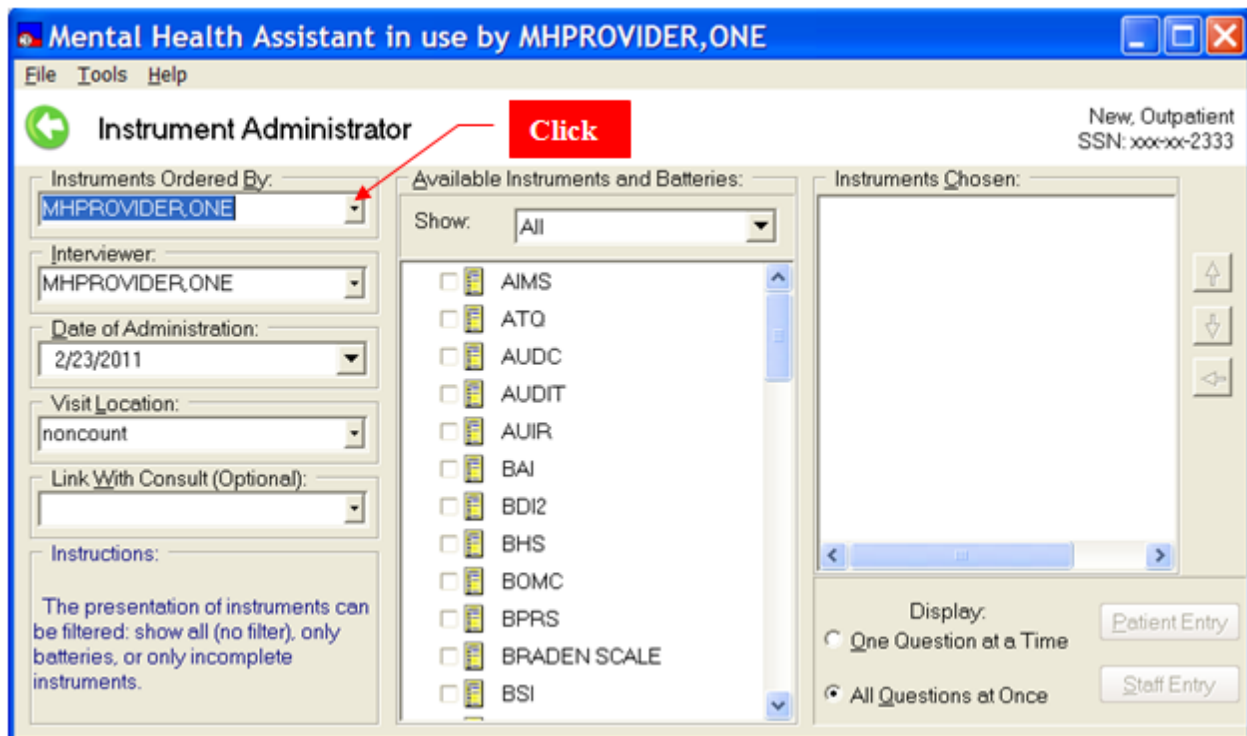 Mental Health Assistant in use by MHPROVIDER,ONE
File Tools Help
Instrument Administrator
Click
New, Outpatient
SSN: xxx-xx-2333
Instruments Ordered By:
MHPROVIDER,ONE
Interviewer:
MHPROVIDER,ONE
Date of Administration:
2/23/2011
Visit Location:
noncount
Link With Consult (Optional):
Instructions:
The presentation of instruments can
be filtered: show all (no filter), only
batteries, or only incomplete
instruments.
Available Instruments and Batteries:
Show: All
AIMS
ATQ
AUDC
AUDIT
AUIR
BAI
BDI2
BHS
BOMC
BPRS
BRADEN SCALE
BSI
Instruments Chosen:
Display:
One Question at a Time
All Questions at Once
Patient Entry
Staff Entry